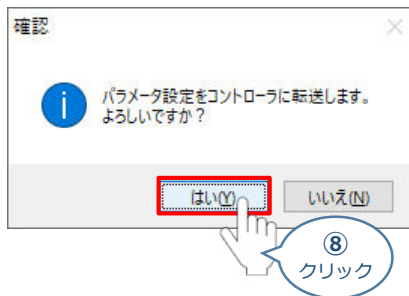 確認
パラメータ設定をコントローラに転送します。
よろしいですか？
はい(Y)
いいえ(N)
⑧
クリック